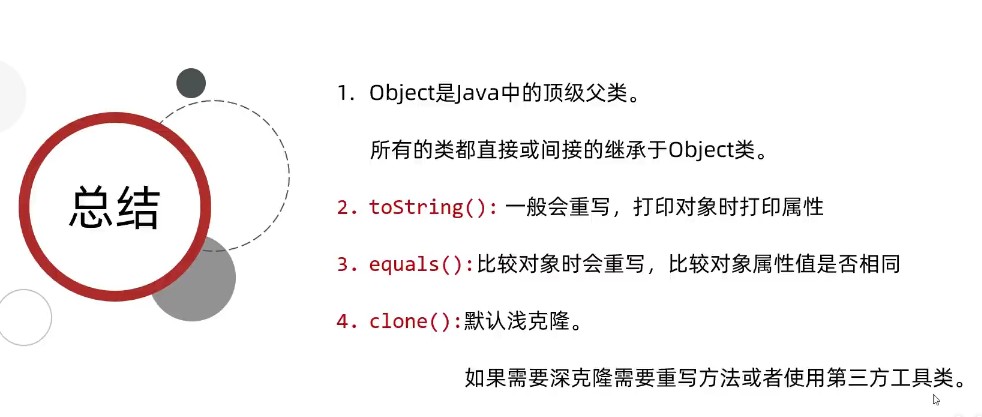 总结
1. Object是Java中的顶级父类。
所有的类都直接或间接的继承于Object类。
2. toString(): 一般会重写，打印对象时打印属性
3. equals():比较对象时会重写，比较对象属性值是否相同
4. clone():默认浅克隆。
如果需要深克隆需要重写方法或者使用第三方工具类。